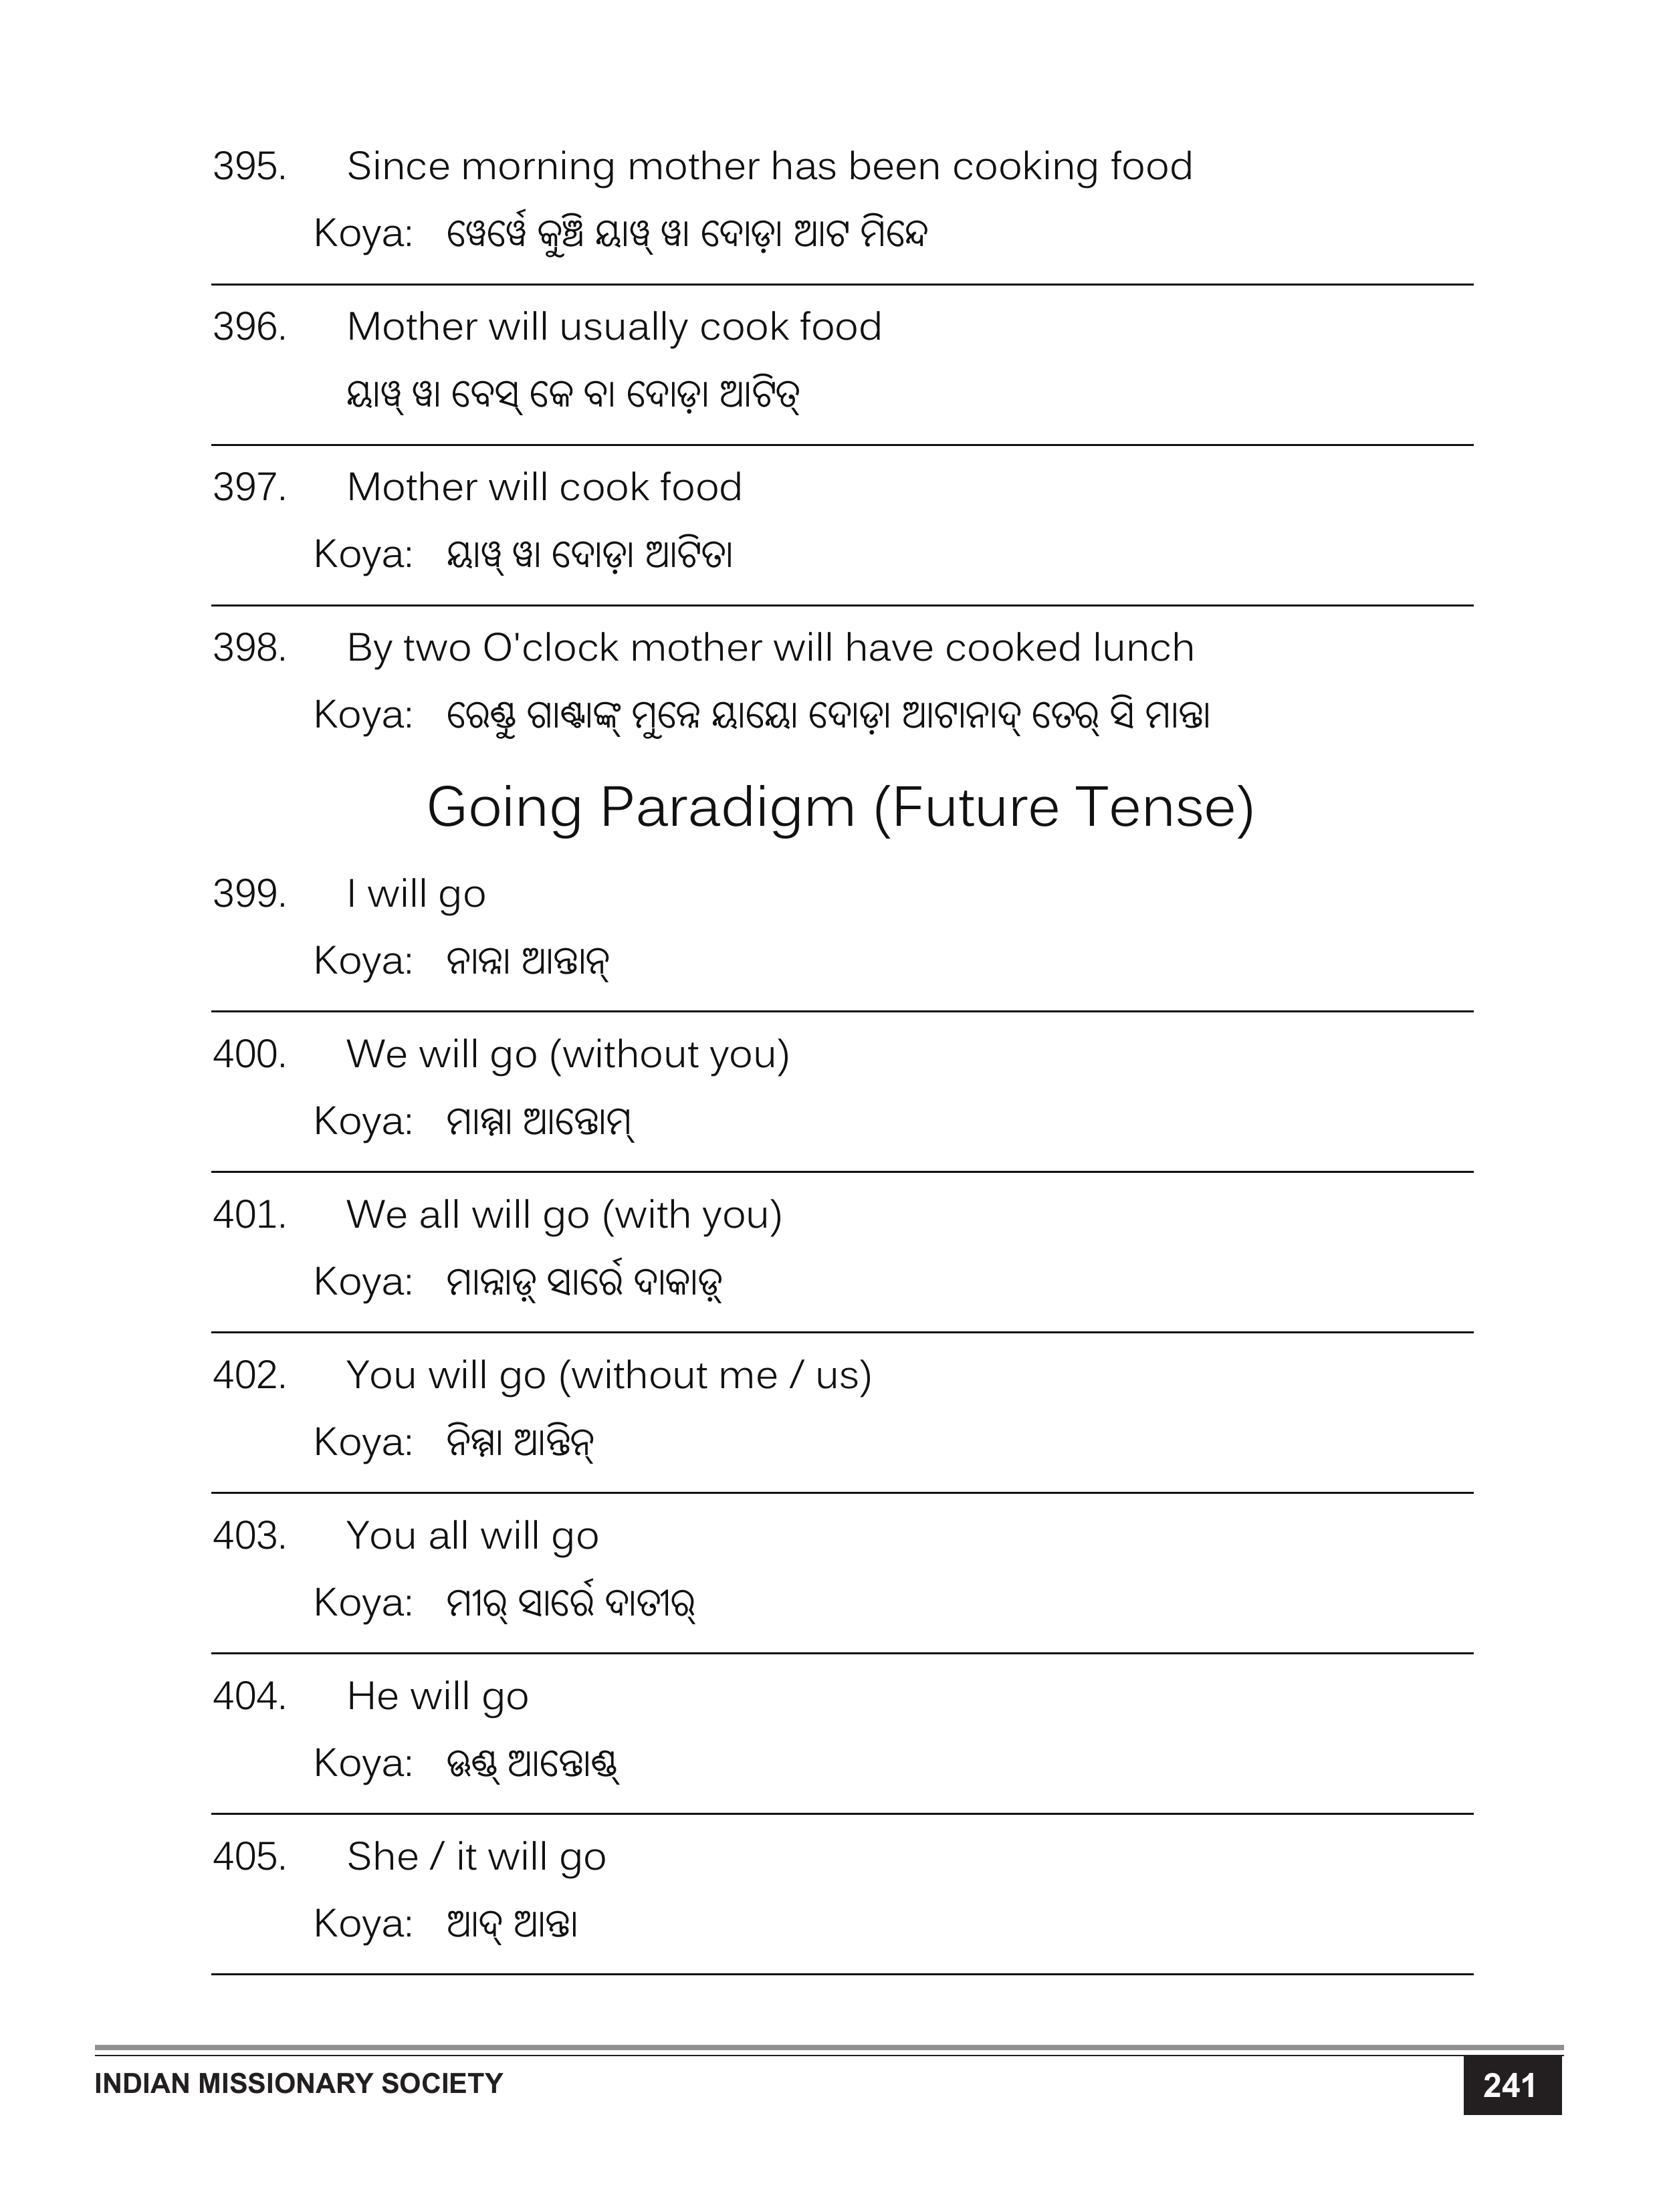 395. Since morning mother has been cooking food
Koya: ୱେର୍ୱେ କୁଞ୍ଚି ୟାୱ୍ ୱା ଦୋଡ଼ା ଆଟ ମିନ୍ଦେ
396. Mother will usually cook food
ୟାୱ୍ ୱା ବେସ୍ କେ ବା ଦୋଡ଼ା ଆଟିତ୍
397. Mother will cook food
Koya: ୟାୱ୍ ୱା ଦୋଡ଼ା ଆଟିତା
398. By two O'clock mother will have cooked lunch
Koya: ରେଣ୍ଡୁ ଗାଣ୍ଟାଙ୍କ୍ ମୁନ୍ନେ ୟାୟୋ ଦୋଡ଼ା ଆଟାନାଦ୍ ତେର୍ ସି ମାନ୍ତା
Going Paradigm (Future Tense)
399. I will go
Koya: ନାନ୍ନା ଆନ୍ତାନ୍
400. We will go (without you)
Koya: ମାମ୍ମା ଆନ୍ତୋମ୍
401. We all will go (with you)
Koya: ମାନ୍ନାଡ଼୍ ସାର୍ରେ ଦାକାଡ଼୍
402. You will go (without me / us)
Koya: ନିମ୍ମା ଆନ୍ତିନ୍
403. You all will go
Koya: ମୀର୍ ସାର୍ରେ ଦାତୀର୍
404. He will go
Koya: ଊଣ୍ଡ୍ ଆନ୍ତୋଣ୍ଡ୍
405. She / it will go
Koya: ଆଦ୍ ଆନ୍ତା
INDIAN MISSIONARY SOCIETY
241